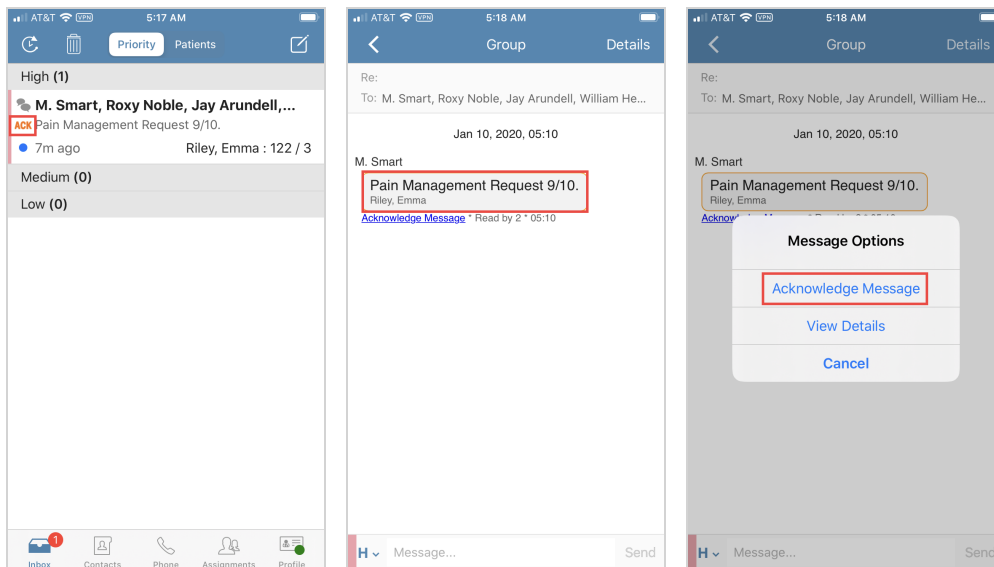 AT&T VPN 5:17 AM
Priority Patients
High (1)
M. Smart, Roxy Noble, Jay Arundell,...
ACK Pain Management Request 9/10.
7m ago Riley, Emma : 122 / 3
Medium (0)
Low (0)
1
Inbox Contacts Phone Assignments Profile
AT&T VPN 5:18 AM
Group Details
Re:
To: M. Smart, Roxy Noble, Jay Arundell, William He...
Jan 10, 2020, 05:10
M. Smart
Pain Management Request 9/10.
Riley, Emma
Acknowledge Message * Read by 2 * 05:10
H Message... Send
AT&T VPN 5:18 AM
Group Details
Re:
To: M. Smart, Roxy Noble, Jay Arundell, William He...
Jan 10, 2020, 05:10
M. Smart
Pain Management Request 9/10.
Riley, Emma
Message Options
Acknowledge Message
View Details
Cancel
H Message... Send